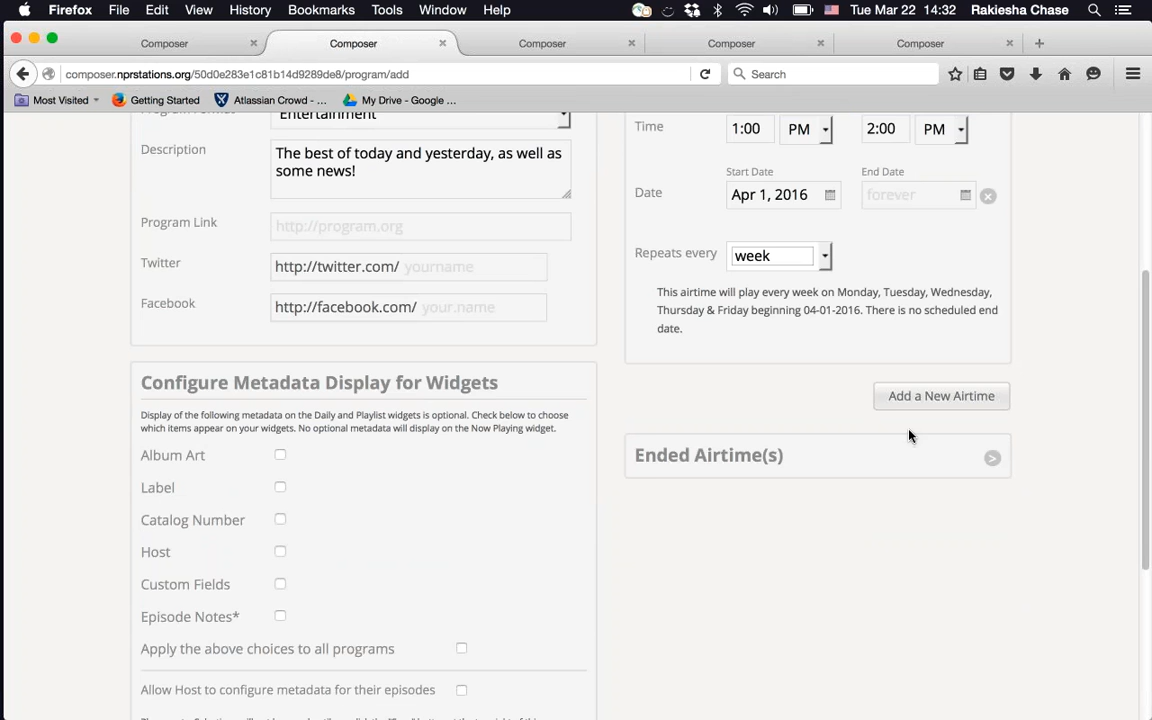 Firefox File Edit View History Bookmarks Tools Window Help Tue Mar 22 14:32 Rakiesha Chase
Composer Composer Composer Composer Composer
composer.nprstations.org/50d0e283e1c81b14d9289de8/program/add
Search
Most Visited Getting Started Atlassian Crowd - ... My Drive - Google ...
Entertainment
Description
The best of today and yesterday, as well as
some news!
Program Link
http://program.org
Twitter
http://twitter.com/ yourname
Facebook
http://facebook.com/ your.name
Configure Metadata Display for Widgets
Display of the following metadata on the Daily and Playlist widgets is optional. Check below to choose
which items appear on your widgets. No optional metadata will display on the Now Playing widget.
Album Art
Label
Catalog Number
Host
Custom Fields
Episode Notes*
Apply the above choices to all programs
Allow Host to configure metadata for their episodes
Time 1:00 PM 2:00 PM
Start Date End Date
Date Apr 1, 2016 forever
Repeats every week
This airtime will play every week on Monday, Tuesday, Wednesday,
Thursday & Friday beginning 04-01-2016. There is no scheduled end
date.
Add a New Airtime
Ended Airtime(s)